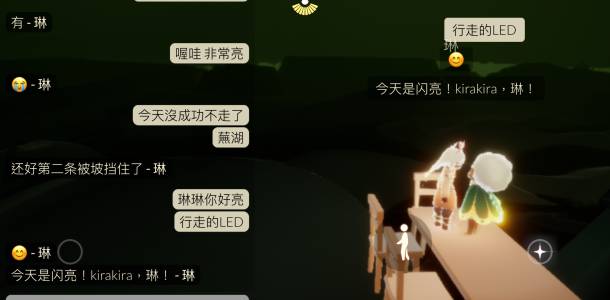 有 - 琳
喔哇 非常亮
😭 - 琳
今天沒成功不走了
蕪湖
还好第二条被坡挡住了 - 琳
琳琳你好亮
行走的LED
😊 - 琳
今天是闪亮！kirakira，琳！ - 琳
行走的LED
琳
😊
今天是闪亮！kirakira，琳！